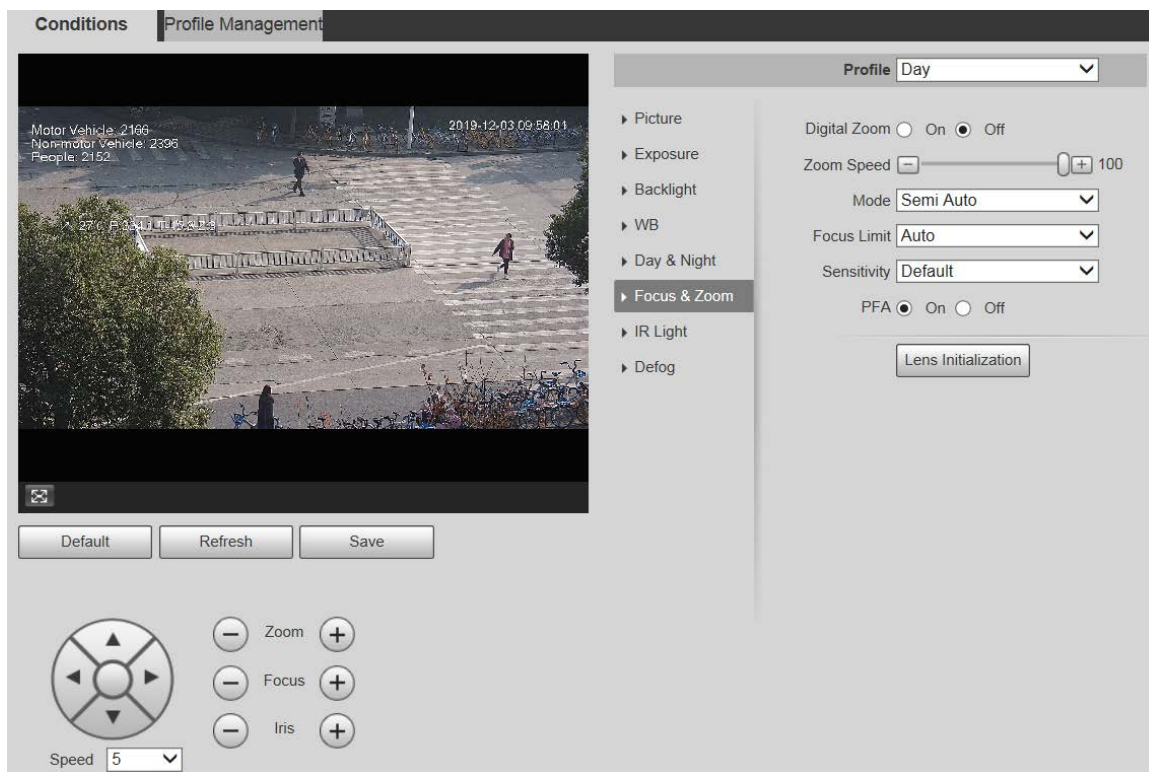 Conditions
Profile Management
Motor Vehicle: 2166
Non-motor Vehicle: 2396
People: 2152
2019-12-03 09:58:01
Profile Day
Picture
Exposure
Backlight
WB
Day & Night
Focus & Zoom
IR Light
Defog
Digital Zoom On Off
Zoom Speed 100
Mode Semi Auto
Focus Limit Auto
Sensitivity Default
PFA On Off
Lens Initialization
Default Refresh Save
Zoom
Focus
Iris
Speed 5